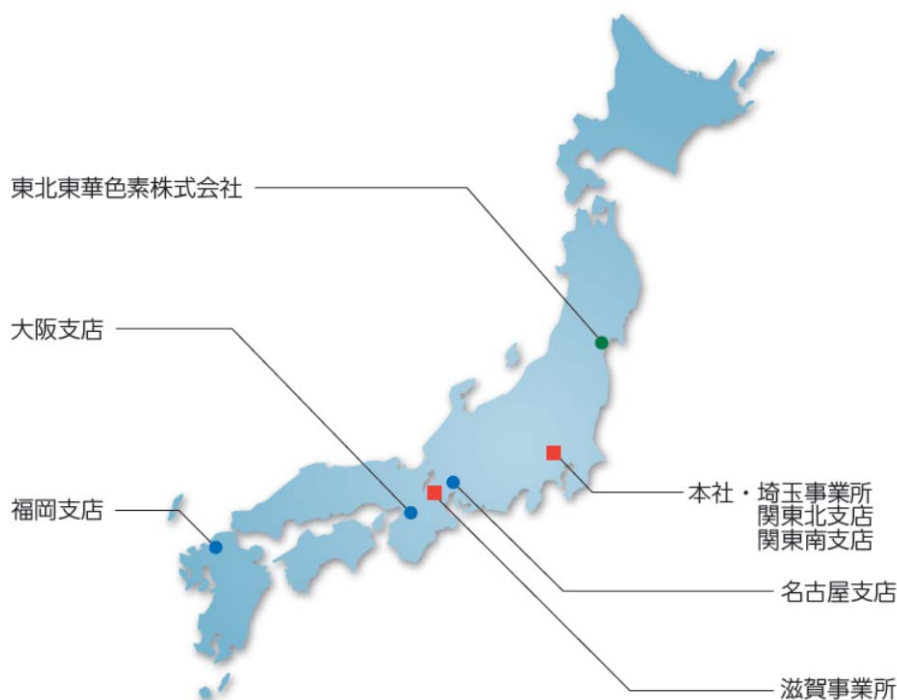 東北東華色素株式会社
大阪支店
福岡支店
本社・埼玉事業所
関東北支店
関東南支店
名古屋支店
滋賀事業所